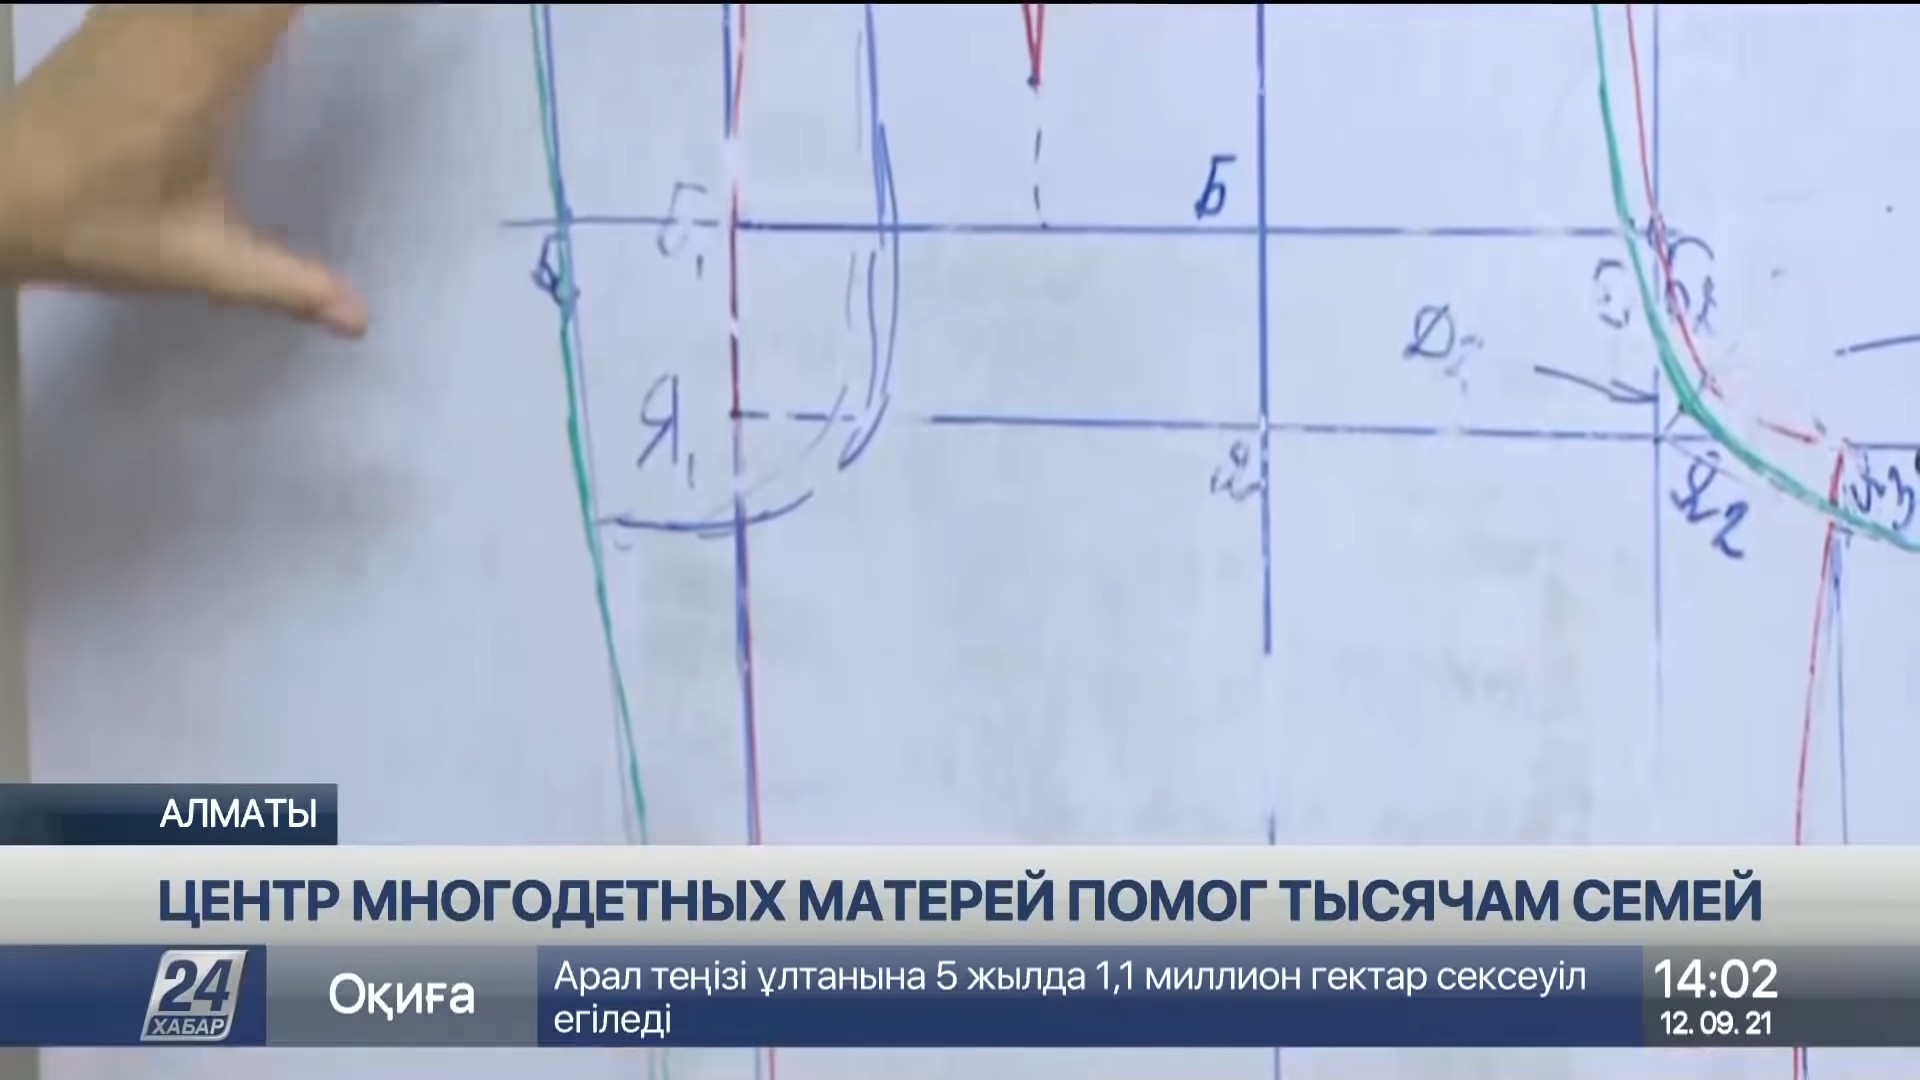 Б
Б₁
Б
Д
Я₁
Я
Я2
АЛМАТЫ
ЦЕНТР МНОГОДЕТНЫХ МАТЕРЕЙ ПОМОГ ТЫСЯЧАМ СЕМЕЙ
24
ХАБАР
Оқиға
Арал теңізі ұлтанына 5 жылда 1,1 миллион гектар сексеуіл
егіледі
14:02
12. 09. 21